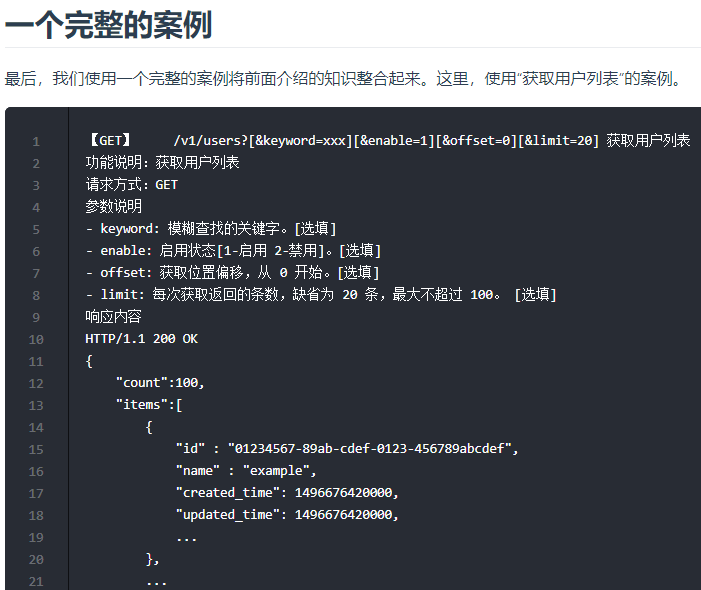 一个完整的案例
最后，我们使用一个完整的案例将前面介绍的知识整合起来。这里，使用“获取用户列表”的案例。
1 【GET】     /v1/users?[&keyword=xxx][&enable=1][&offset=0][&limit=20] 获取用户列表
2 功能说明：获取用户列表
3 请求方式：GET
4 参数说明
5 - keyword: 模糊查找的关键字。[选填]
6 - enable: 启用状态[1-启用 2-禁用]。[选填]
7 - offset: 获取位置偏移，从 0 开始。[选填]
8 - limit: 每次获取返回的条数，缺省为 20 条，最大不超过 100。 [选填]
9 响应内容
10 HTTP/1.1 200 OK
11 {
12     "count":100,
13     "items":[
14         {
15             "id" : "01234567-89ab-cdef-0123-456789abcdef",
16             "name" : "example",
17             "created_time": 1496676420000,
18             "updated_time": 1496676420000,
19             ...
20         },
21         ...